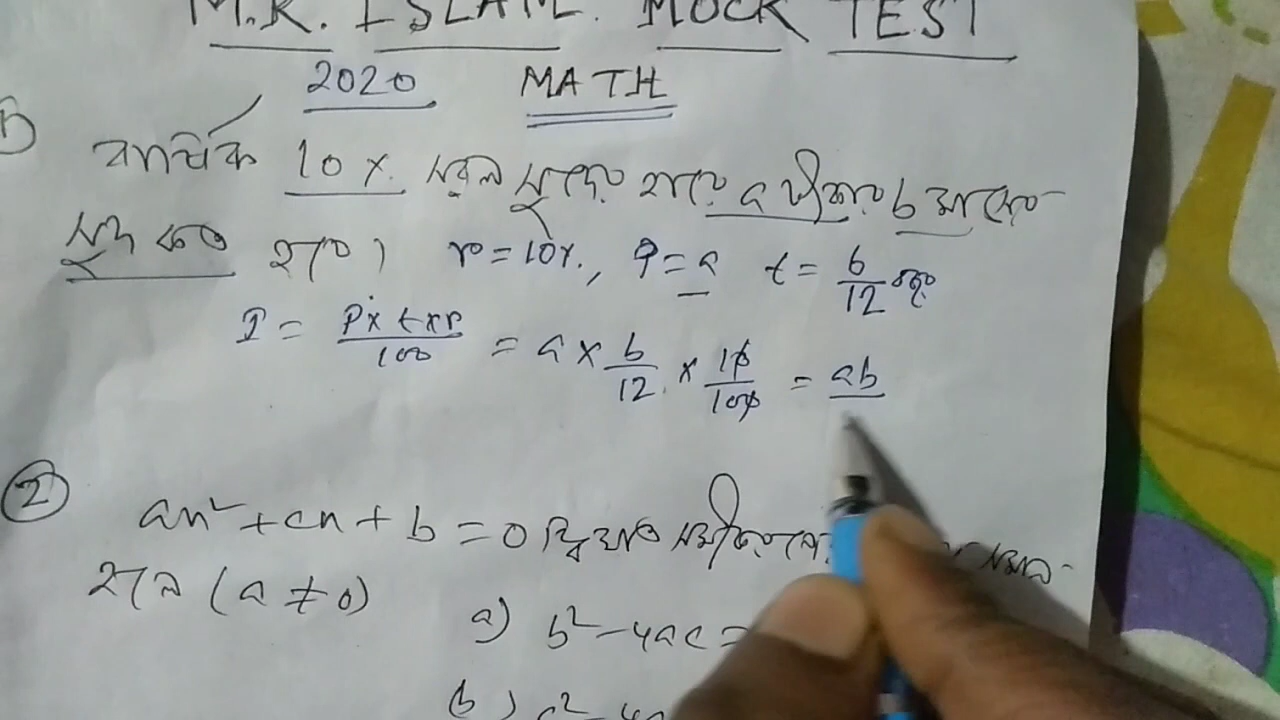 M.R. ISLAM. MOCK TEST
2020 MATH
1) বার্ষিক 10% সরল সুদের হারে a টাকার b মাসের
সুদ কত হবে। r = 10%, P = a t = b/12 বছর
I = P×t×r/100 = a × b/12 × 10/100 = ab
② ax² + cx + b = 0 দ্বিঘাত সমীকরণের
হলে (a ≠ 0)
a) b² - 4ac =
b)